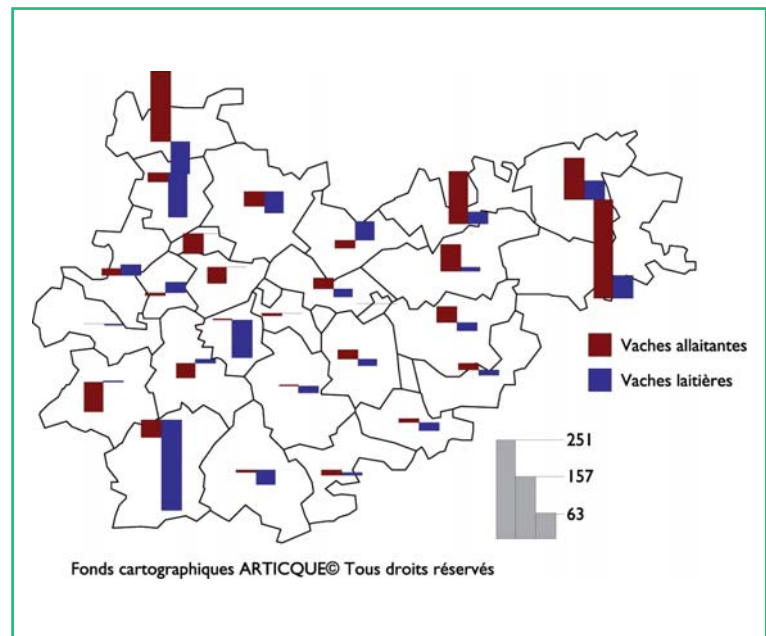 Vaches allaitantes
Vaches laitières
251
157
63
Fonds cartographiques ARTICQUE© Tous droits réservés